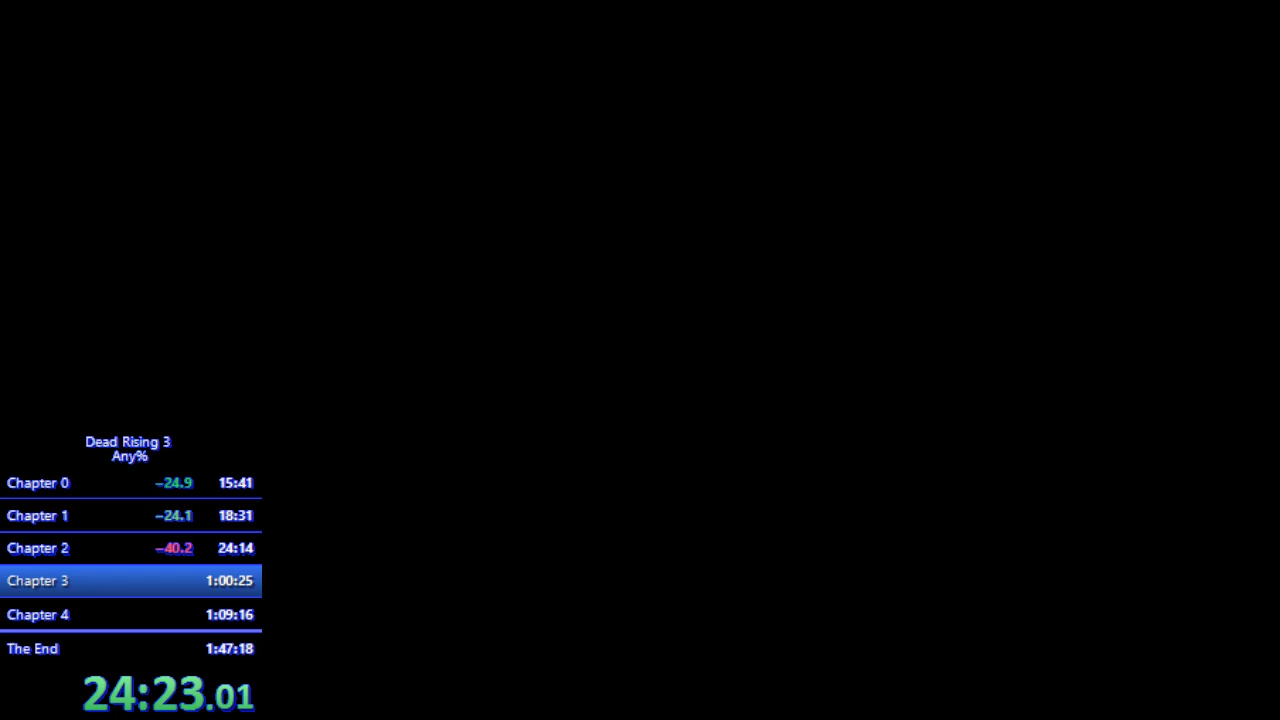 Dead Rising 3
Any%
Chapter 0 −24.9 15:41
Chapter 1 −24.1 18:31
Chapter 2 −40.2 24:14
Chapter 3 1:00:25
Chapter 4 1:09:16
The End 1:47:18
24:23.01